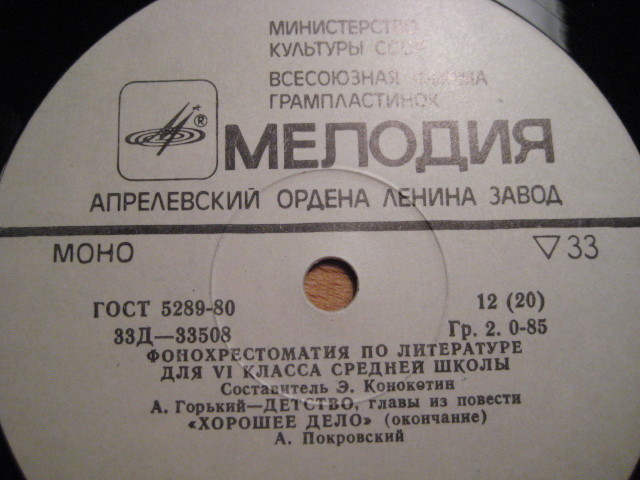 МИНИСТЕРСТВО
КУЛЬТУРЫ СССР
ВСЕСОЮЗНАЯ ФИРМА
ГРАМПЛАСТИНОК
®
МЕЛОДИЯ
АПРЕЛЕВСКИЙ ОРДЕНА ЛЕНИНА ЗАВОД
МОНО ▽ 33
ГОСТ 5289-80 12 (20)
33Д—33508 Гр. 2. 0-85
ФОНОХРЕСТОМАТИЯ ПО ЛИТЕРАТУРЕ
ДЛЯ VI КЛАССА СРЕДНЕЙ ШКОЛЫ
Составитель Э. Конокотин
А. Горький—ДЕТСТВО, главы из повести
«ХОРОШЕЕ ДЕЛО» (окончание)
А. Покровский